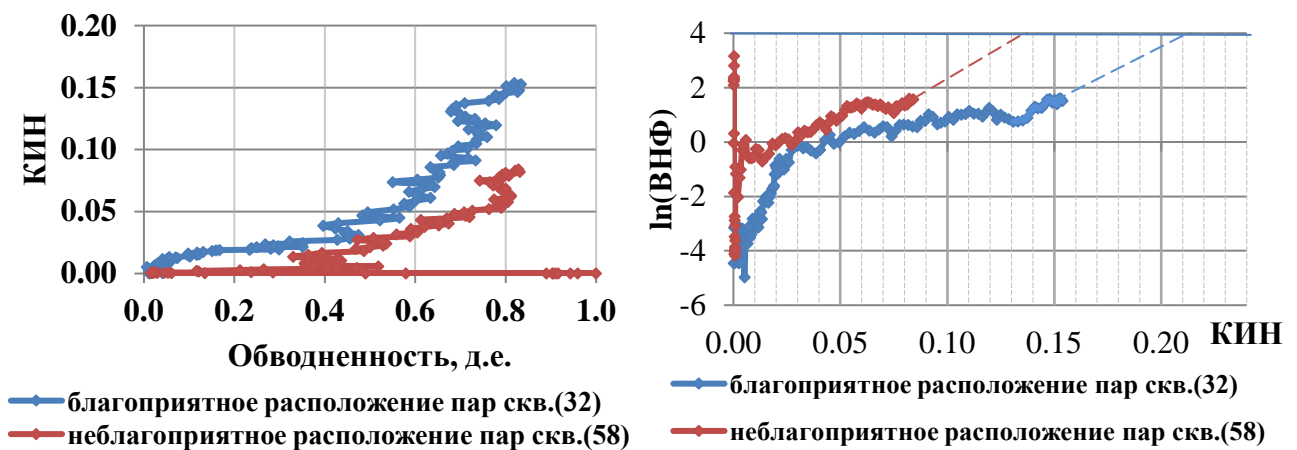 0.20
0.15
0.10
0.05
0.00
КИН
0.0 0.2 0.4 0.6 0.8 1.0
Обводненность, д.е.
благоприятное расположение пар скв.(32)
неблагоприятное расположение пар скв.(58)
4
2
0
-2
-4
-6
ln(ВНФ)
0.00 0.05 0.10 0.15 0.20 КИН
благоприятное расположение пар скв.(32)
неблагоприятное расположение пар скв.(58)